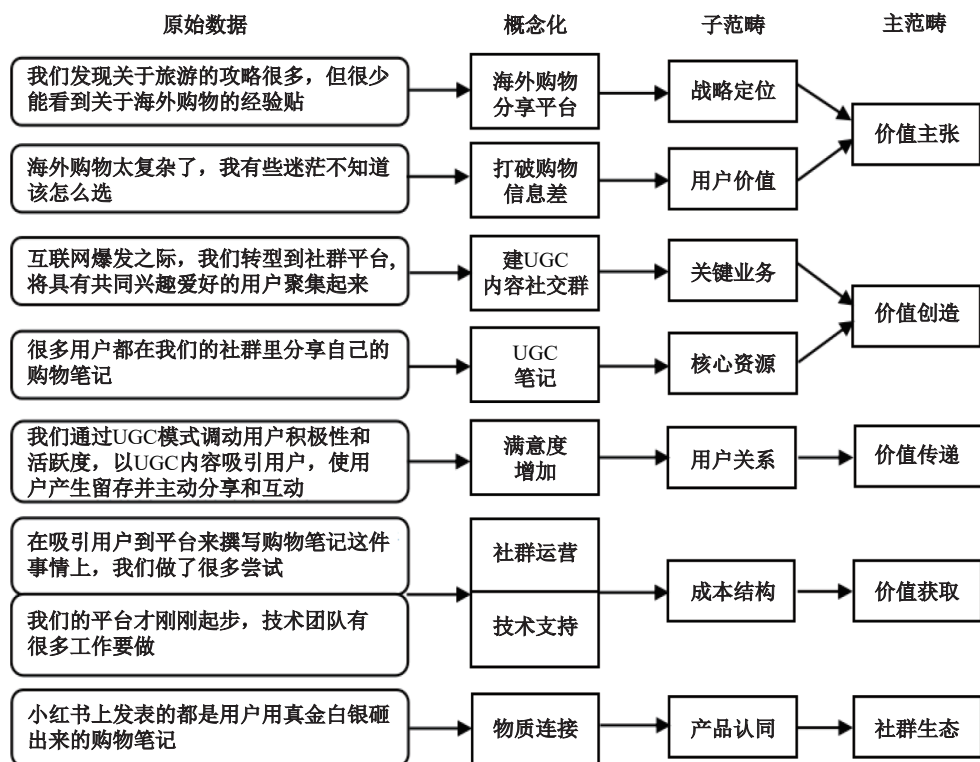 原始数据
概念化
子范畴
主范畴
我们发现关于旅游的攻略很多，但很少
能看到关于海外购物的经验贴
海外购物
分享平台
战略定位
价值主张
海外购物太复杂了，我有些迷茫不知道
该怎么选
打破购物
信息差
用户价值
互联网爆发之际，我们转型到社群平台,
将具有共同兴趣爱好的用户聚集起来
建UGC
内容社交群
关键业务
价值创造
很多用户都在我们的社群里分享自己的
购物笔记
UGC
笔记
核心资源
我们通过UGC模式调动用户积极性和
活跃度，以UGC内容吸引用户，使用
户产生留存并主动分享和互动
满意度
增加
用户关系
价值传递
在吸引用户到平台来撰写购物笔记这件
事情上，我们做了很多尝试
社群运营
我们的平台才刚刚起步，技术团队有
很多工作要做
技术支持
成本结构
价值获取
小红书上发表的都是用户用真金白银砸
出来的购物笔记
物质连接
产品认同
社群生态